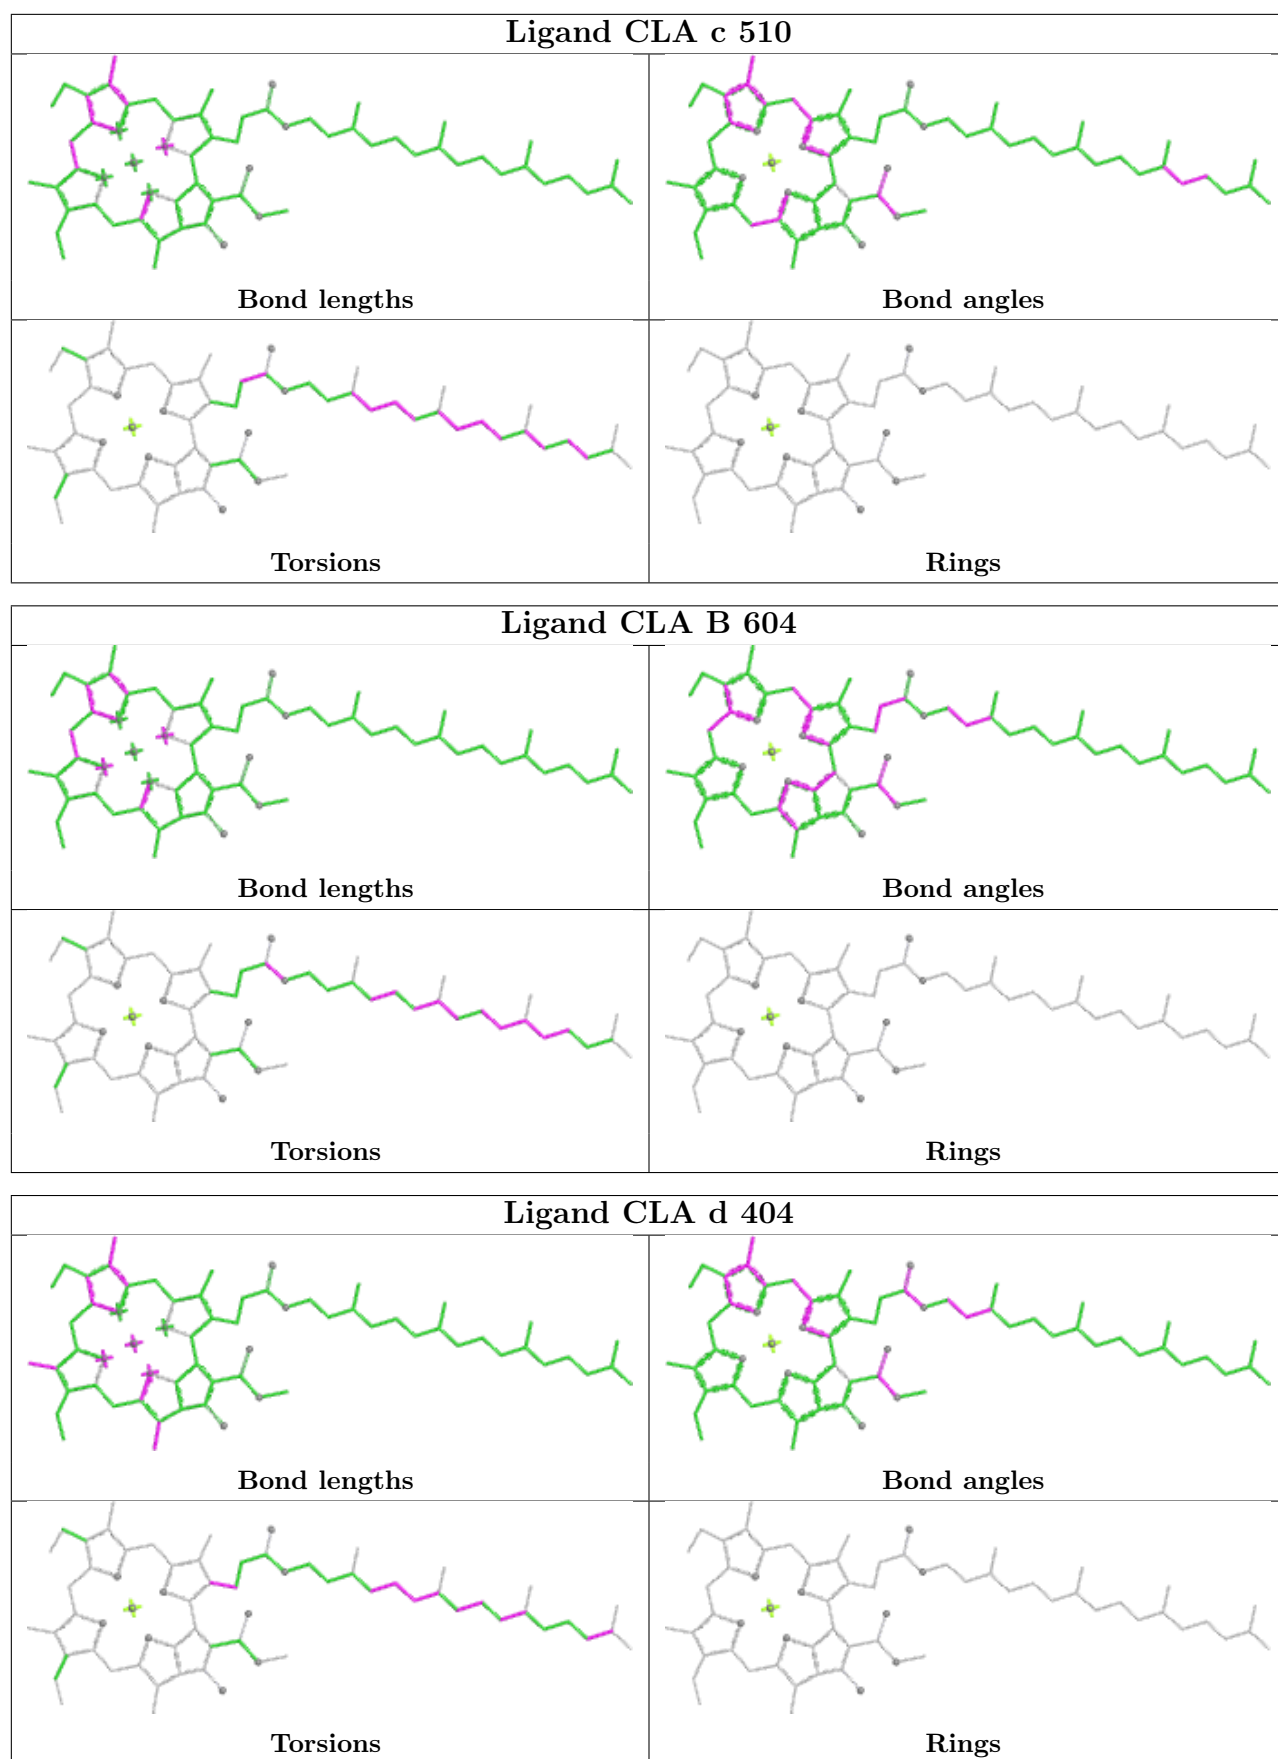 Ligand CLA c 510
Bond lengths
Bond angles
Torsions
Rings
Ligand CLA B 604
Bond lengths
Bond angles
Torsions
Rings
Ligand CLA d 404
Bond lengths
Bond angles
Torsions
Rings